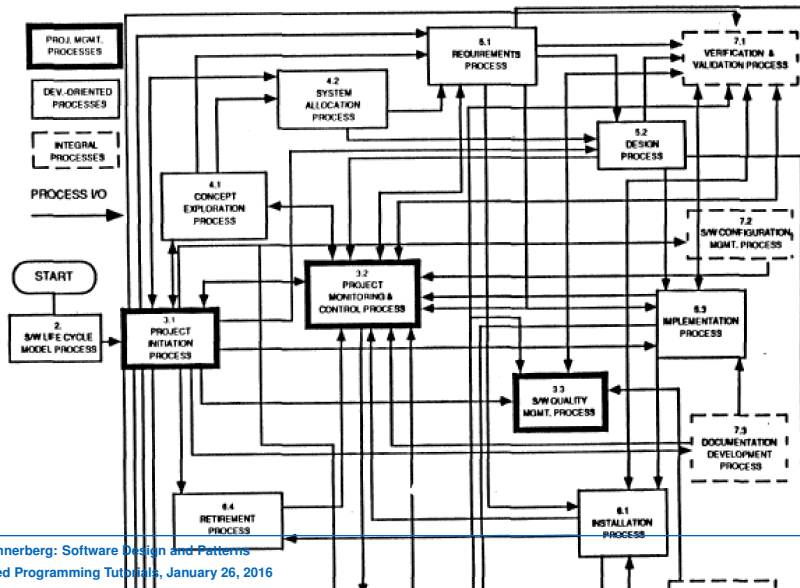 PROJ. MGMT.
PROCESSES
DEV.-ORIENTED
PROCESSES
INTEGRAL
PROCESSES
PROCESS I/O
START
2.
S/W LIFE CYCLE
MODEL PROCESS
3.1
PROJECT
INITIATION
PROCESS
4.1
CONCEPT
EXPLORATION
PROCESS
4.2
SYSTEM
ALLOCATION
PROCESS
5.1
REQUIREMENTS
PROCESS
7.1
VERIFICATION &
VALIDATION PROCESS
5.2
DESIGN
PROCESS
3.2
PROJECT
MONITORING &
CONTROL PROCESS
7.2
S/W CONFIGURATION
MGMT. PROCESS
5.3
IMPLEMENTATION
PROCESS
3.3
S/W QUALITY
MGMT. PROCESS
7.3
DOCUMENTATION
DEVELOPMENT
PROCESS
6.4
RETIREMENT
PROCESS
6.1
INSTALLATION
PROCESS
nnerberg: Software Design and Patterns
ed Programming Tutorials, January 26, 2016